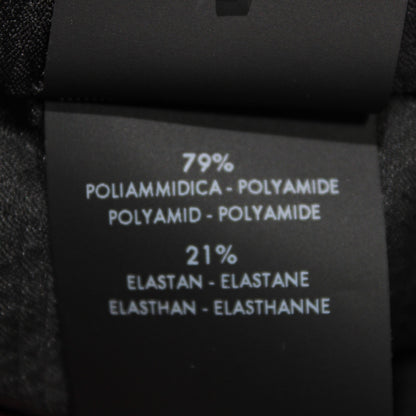 79%
POLIAMMIDICA - POLYAMIDE
POLYAMID - POLYAMIDE
21%
ELASTAN - ELASTANE
ELASTHAN - ELASTHANNE